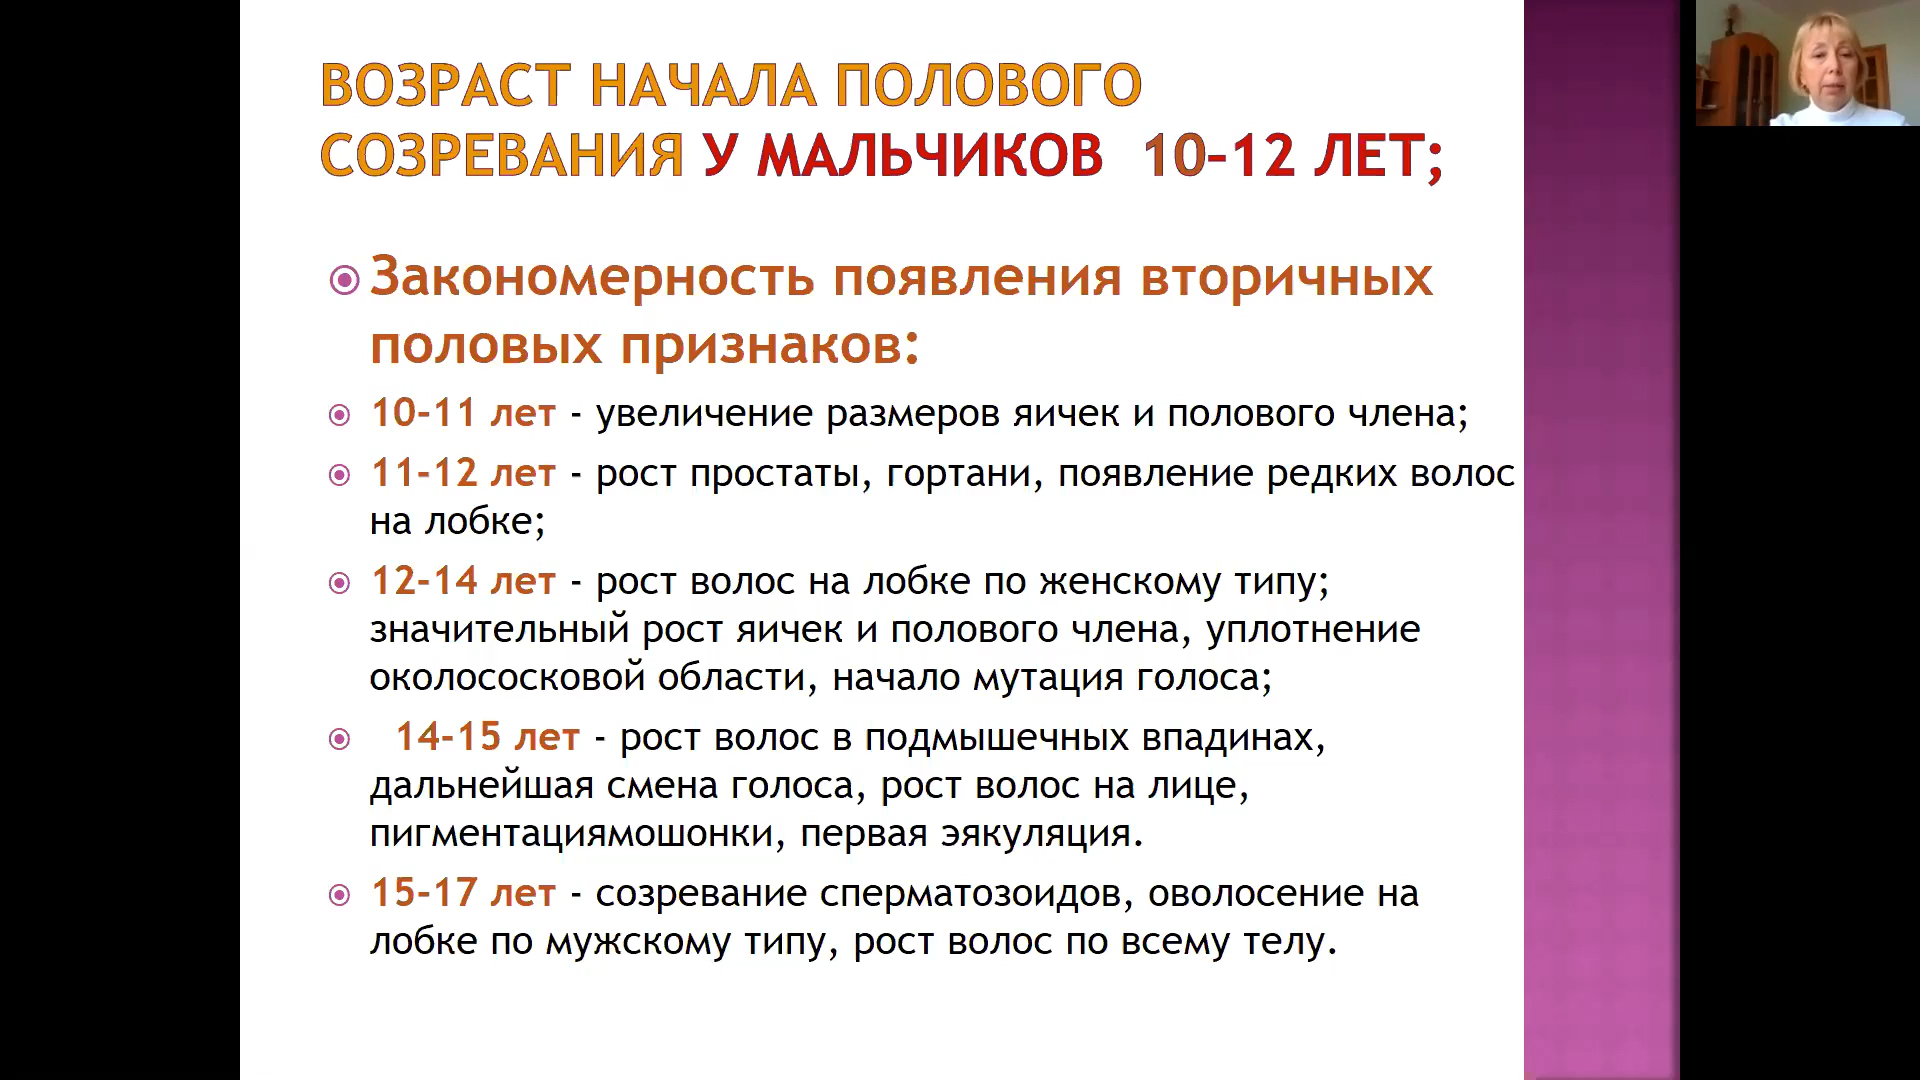 ВОЗРАСТ НАЧАЛА ПОЛОВОГО
СОЗРЕВАНИЯ У МАЛЬЧИКОВ 10-12 ЛЕТ;
Закономерность появления вторичных
половых признаков:
10-11 лет - увеличение размеров яичек и полового члена;
11-12 лет - рост простаты, гортани, появление редких волос
на лобке;
12-14 лет - рост волос на лобке по женскому типу;
значительный рост яичек и полового члена, уплотнение
околососковой области, начало мутация голоса;
14-15 лет - рост волос в подмышечных впадинах,
дальнейшая смена голоса, рост волос на лице,
пигментациямошонки, первая эякуляция.
15-17 лет - созревание сперматозоидов, оволосение на
лобке по мужскому типу, рост волос по всему телу.